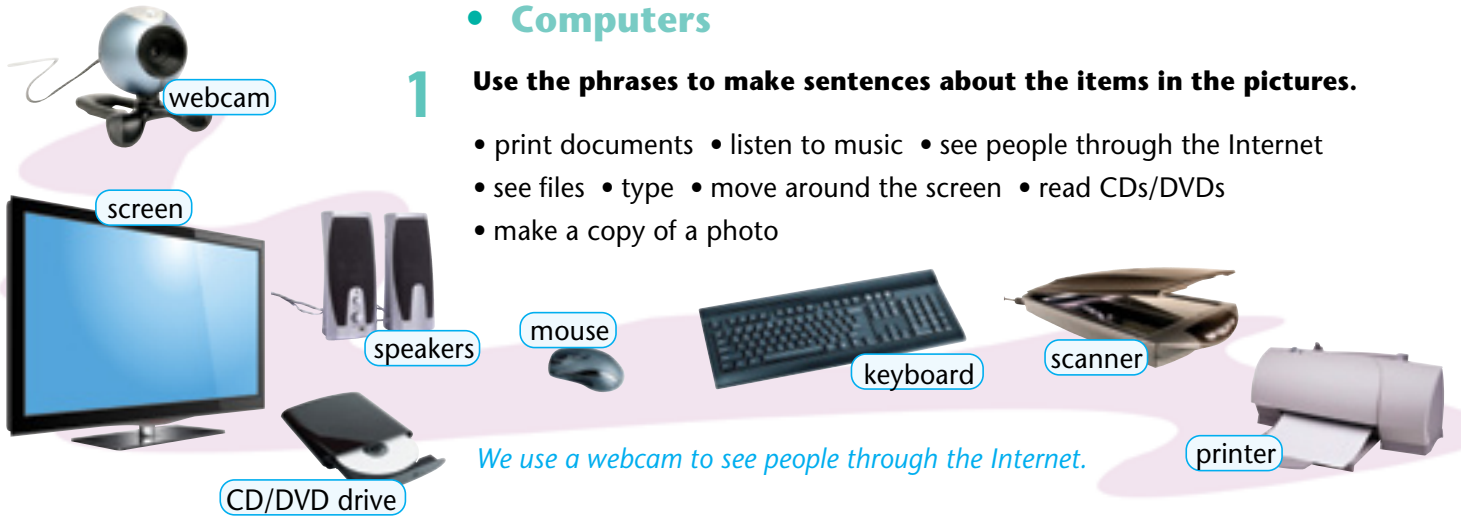 • Computers
1 Use the phrases to make sentences about the items in the pictures.
• print documents • listen to music • see people through the Internet
• see files • type • move around the screen • read CDs/DVDs
• make a copy of a photo
webcam
screen
speakers
mouse
keyboard
scanner
printer
CD/DVD drive
We use a webcam to see people through the Internet.